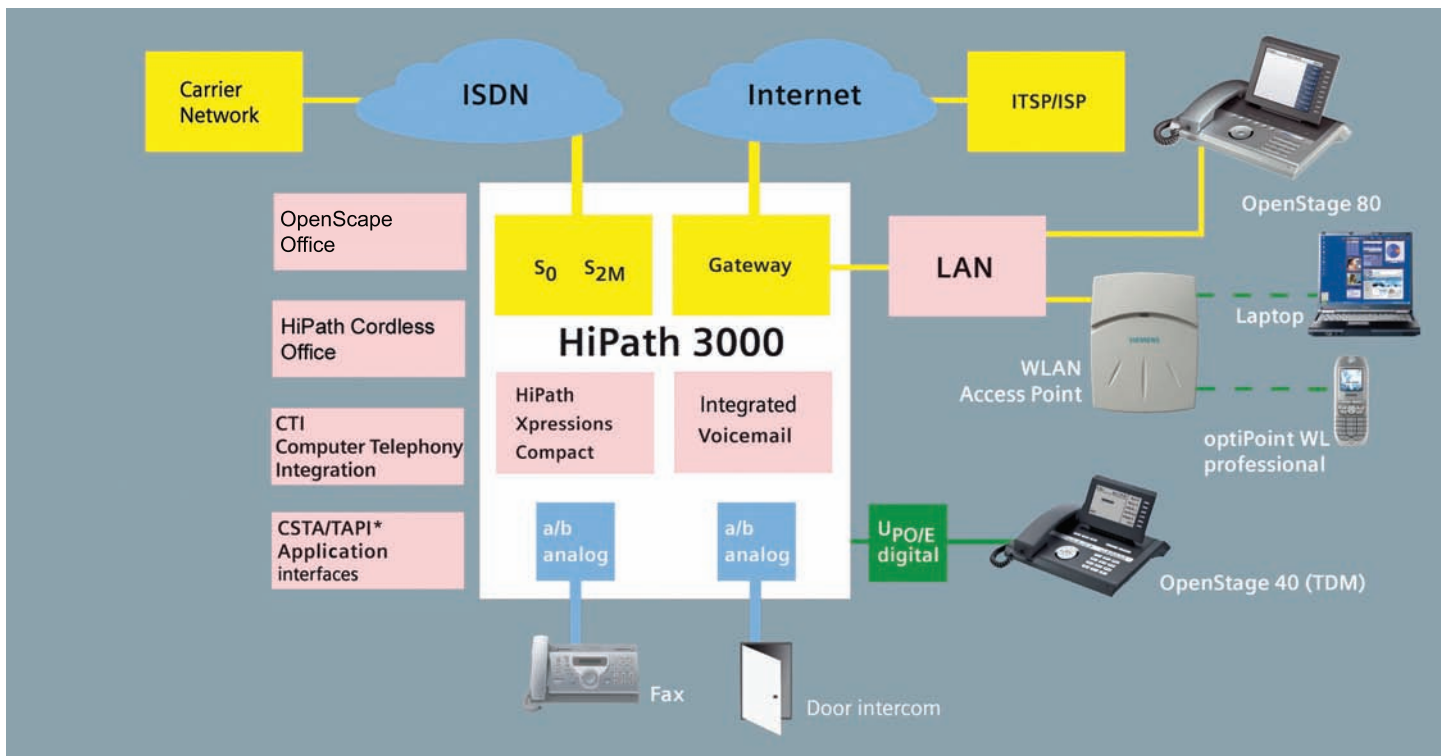 Carrier
Network
ISDN
Internet
ITSP/ISP
OpenStage 80
OpenScape
Office
S0 S2M
Gateway
LAN
HiPath Cordless
Office
HiPath 3000
SIEMENS
Laptop
WLAN
Access Point
HiPath
Xpressions
Compact
Integrated
Voicemail
CTI
Computer Telephony
Integration
optiPoint WL
professional
CSTA/TAPI*
Application
interfaces
a/b
analog
a/b
analog
UPO/E
digital
OpenStage 40 (TDM)
Fax
Door intercom